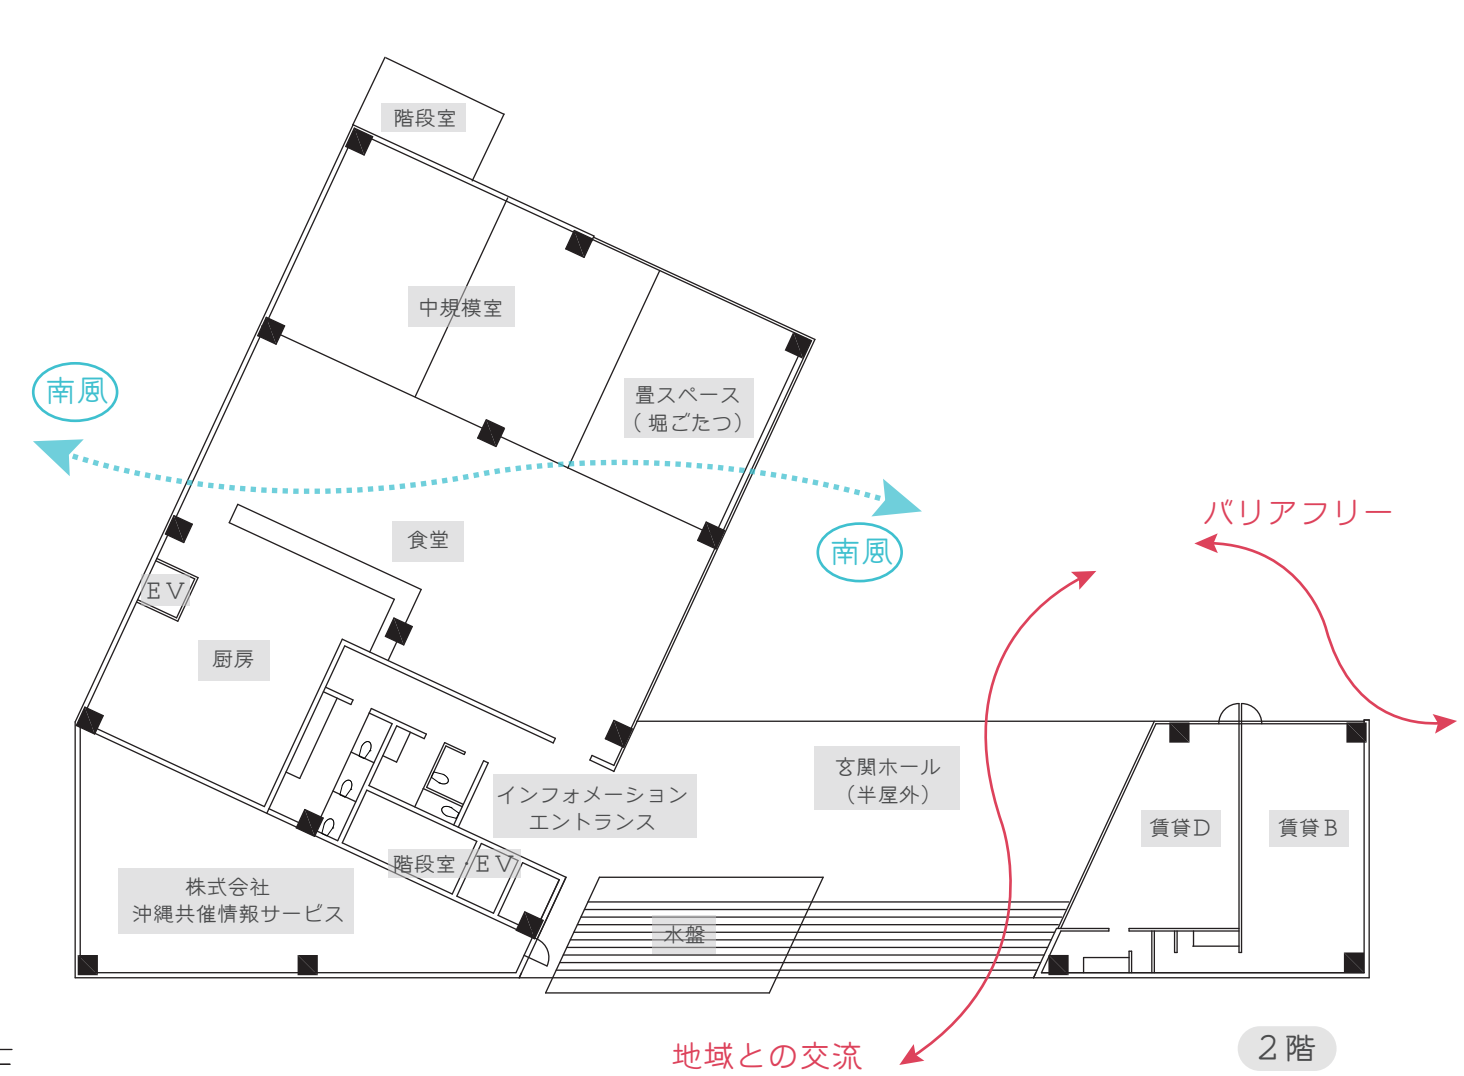 階段室
中規模室
南風
畳スペース
（堀ごたつ）
バリアフリー
食堂
南風
ＥＶ
厨房
玄関ホール
（半屋外）
インフォメーション
エントランス
賃貸Ｄ
賃貸Ｂ
階段室・ＥＶ
株式会社
沖縄共催情報サービス
水盤
地域との交流
２階